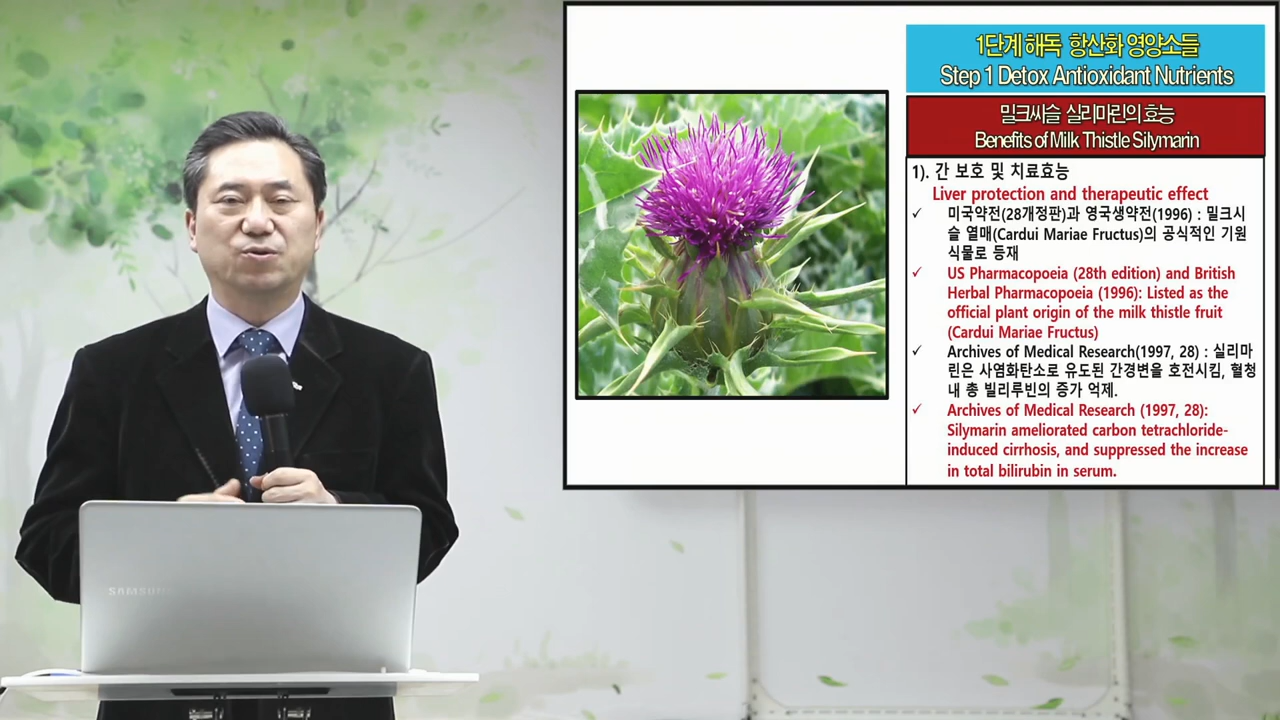 1단계 해독 항산화 영양소들
Step 1 Detox Antioxidant Nutrients
밀크씨슬 실리마린의 효능
Benefits of Milk Thistle Silymarin
1). 간 보호 및 치료효능
Liver protection and therapeutic effect
✓ 미국약전(28개정판)과 영국생약전(1996) : 밀크시
슬 열매(Cardui Mariae Fructus)의 공식적인 기원
식물로 등재
✓ US Pharmacopoeia (28th edition) and British
Herbal Pharmacopoeia (1996): Listed as the
official plant origin of the milk thistle fruit
(Cardui Mariae Fructus)
✓ Archives of Medical Research(1997, 28) : 실리마
린은 사염화탄소로 유도된 간경변을 호전시킴, 혈청
내 총 빌리루빈의 증가 억제.
✓ Archives of Medical Research (1997, 28):
Silymarin ameliorated carbon tetrachloride-
induced cirrhosis, and suppressed the increase
in total bilirubin in serum.
SAMSUNG